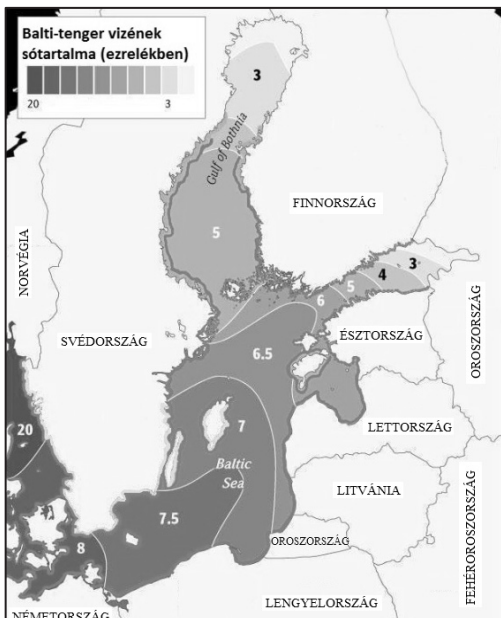 Balti-tenger vizének
sótartalma (ezrelékben)
20
3
3
Gulf of Bothnia
FINNORSZÁG
NORVÉGIA
5
3
4
5
6
OROSZORSZÁG
SVÉDORSZÁG
ÉSZTORSZÁG
6.5
LETTORSZÁG
20
7
Baltic
Sea
LITVÁNIA
7.5
FEHÉROROSZORSZÁG
OROSZORSZÁG
8
LENGYELORSZÁG
NÉMETORSZÁG